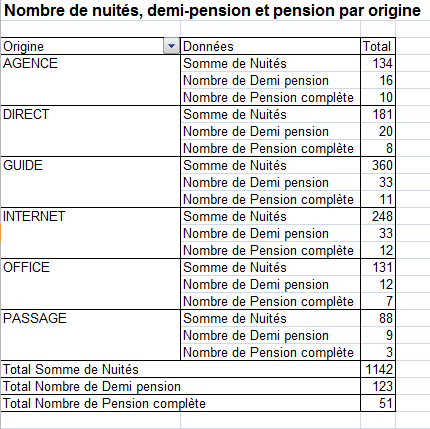 Nombre de nuités, demi-pension et pension par origine
Origine Données Total
AGENCE Somme de Nuités 134
Nombre de Demi pension 16
Nombre de Pension complète 10
DIRECT Somme de Nuités 181
Nombre de Demi pension 20
Nombre de Pension complète 8
GUIDE Somme de Nuités 360
Nombre de Demi pension 33
Nombre de Pension complète 11
INTERNET Somme de Nuités 248
Nombre de Demi pension 33
Nombre de Pension complète 12
OFFICE Somme de Nuités 131
Nombre de Demi pension 12
Nombre de Pension complète 7
PASSAGE Somme de Nuités 88
Nombre de Demi pension 9
Nombre de Pension complète 3
Total Somme de Nuités 1142
Total Nombre de Demi pension 123
Total Nombre de Pension complète 51